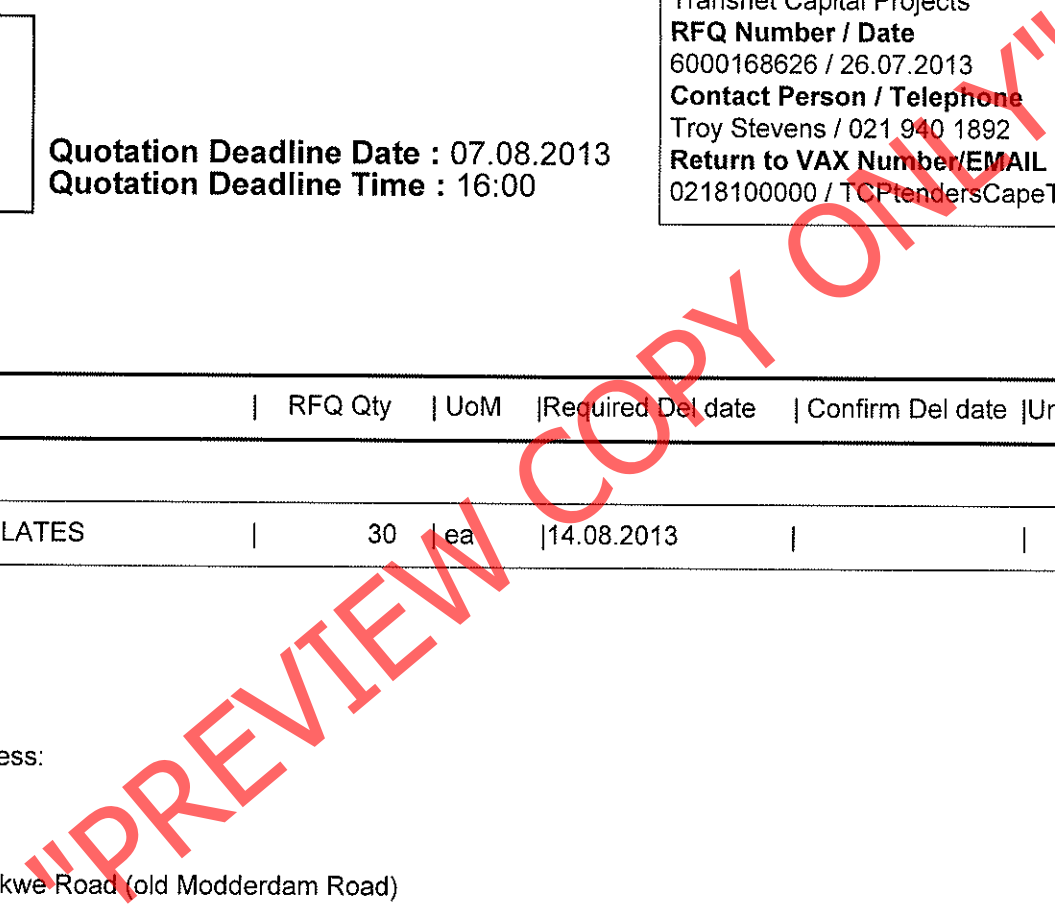 Transnet Capital Projects
RFQ Number / Date
6000168626 / 26.07.2013
Contact Person / Telephone
Troy Stevens / 021 940 1892
Return to VAX Number/EMAIL
0218100000 / TCPtendersCapeT
Quotation Deadline Date : 07.08.2013
Quotation Deadline Time : 16:00
| RFQ Qty | UoM |Required Del date | Confirm Del date |Un
LATES | 30 | ea |14.08.2013 | |
ess:
kwe Road (old Modderdam Road)
"PREVIEW COPY ONLY"